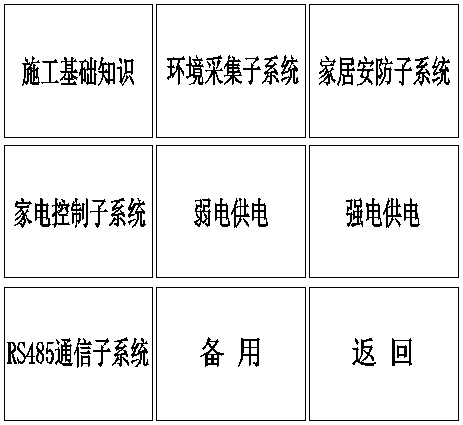 施工基础知识
环境采集子系统
家居安防子系统
家电控制子系统
弱电供电
强电供电
RS485通信子系统
备 用
返 回